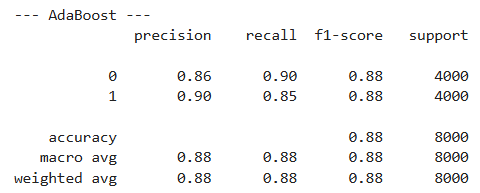 --- AdaBoost ---
precision recall f1-score support
0 0.86 0.90 0.88 4000
1 0.90 0.85 0.88 4000
accuracy 0.88 8000
macro avg 0.88 0.88 0.88 8000
weighted avg 0.88 0.88 0.88 8000